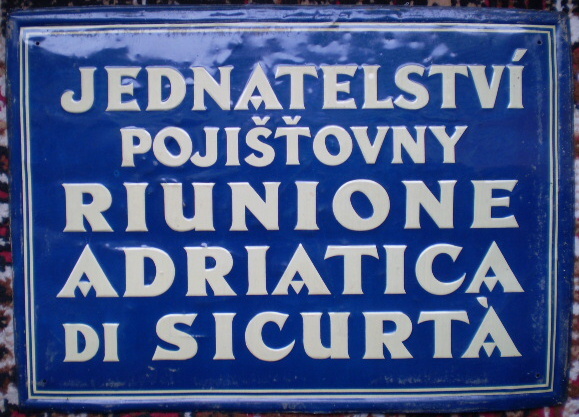 JEDNATELSTVÍ
POJIŠŤOVNY
RIUNIONE
ADRIATICA
DI SICURTÀ